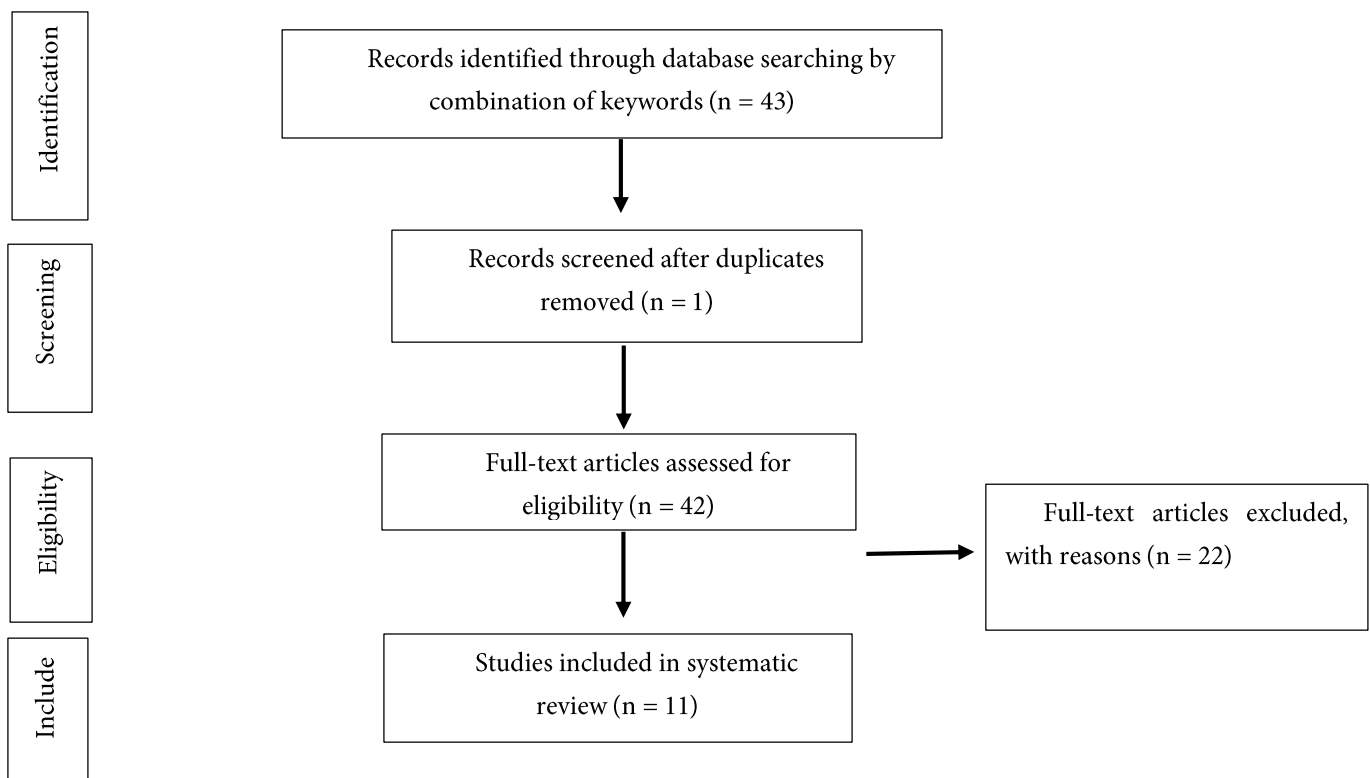 Identification
Records identified through database searching by
combination of keywords (n = 43)
Screening
Records screened after duplicates
removed (n = 1)
Eligibility
Full-text articles assessed for
eligibility (n = 42)
Full-text articles excluded,
with reasons (n = 22)
Include
Studies included in systematic
review (n = 11)